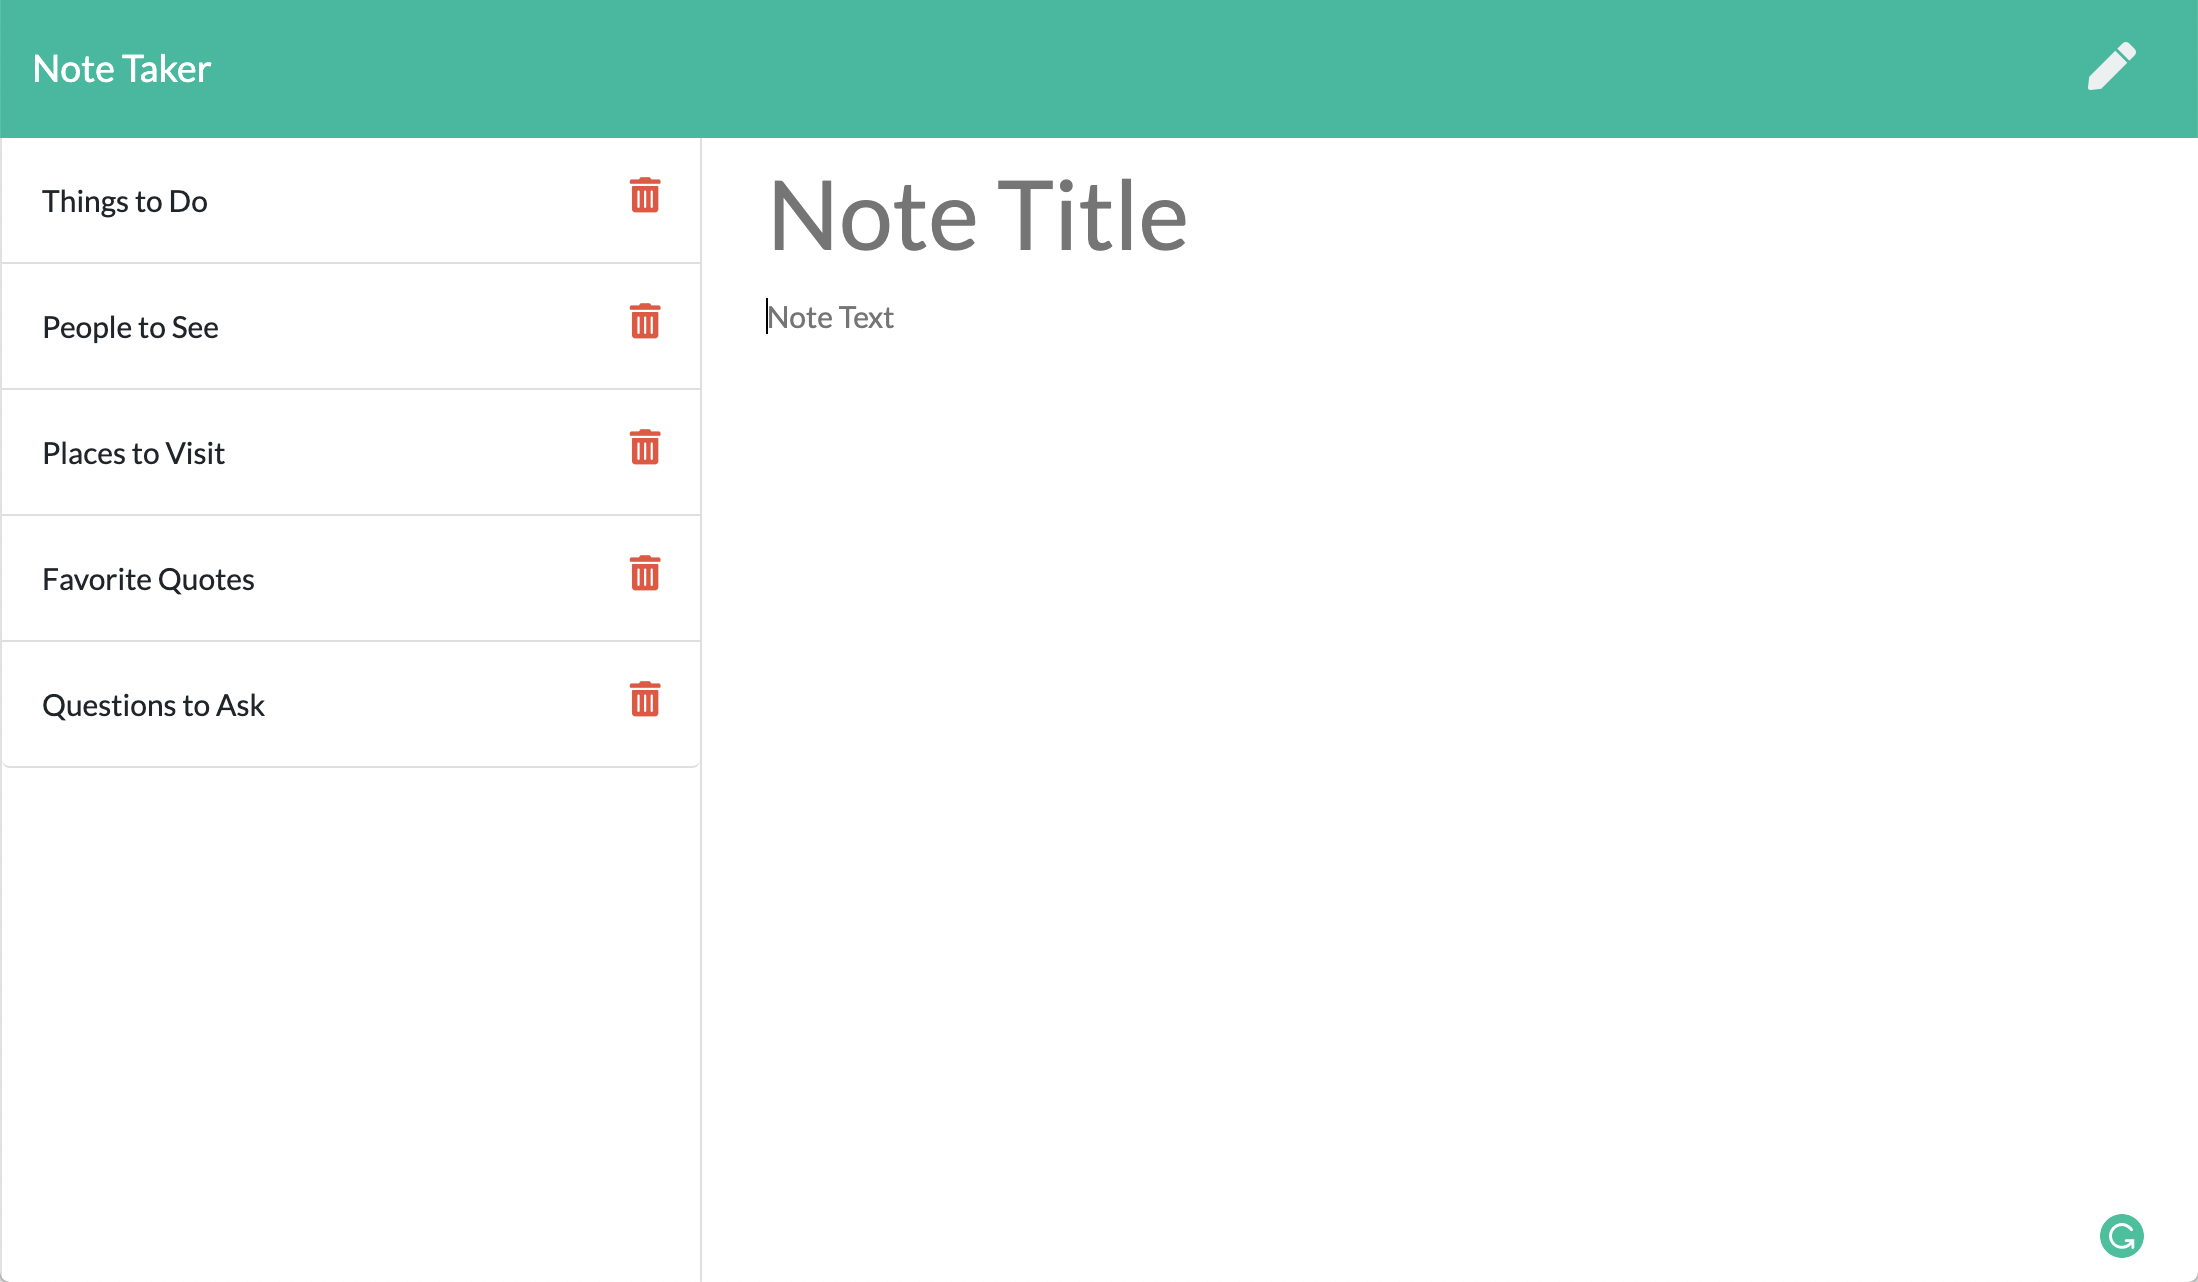 Note Taker
Things to Do
People to See
Places to Visit
Favorite Quotes
Questions to Ask
Note Title
Note Text